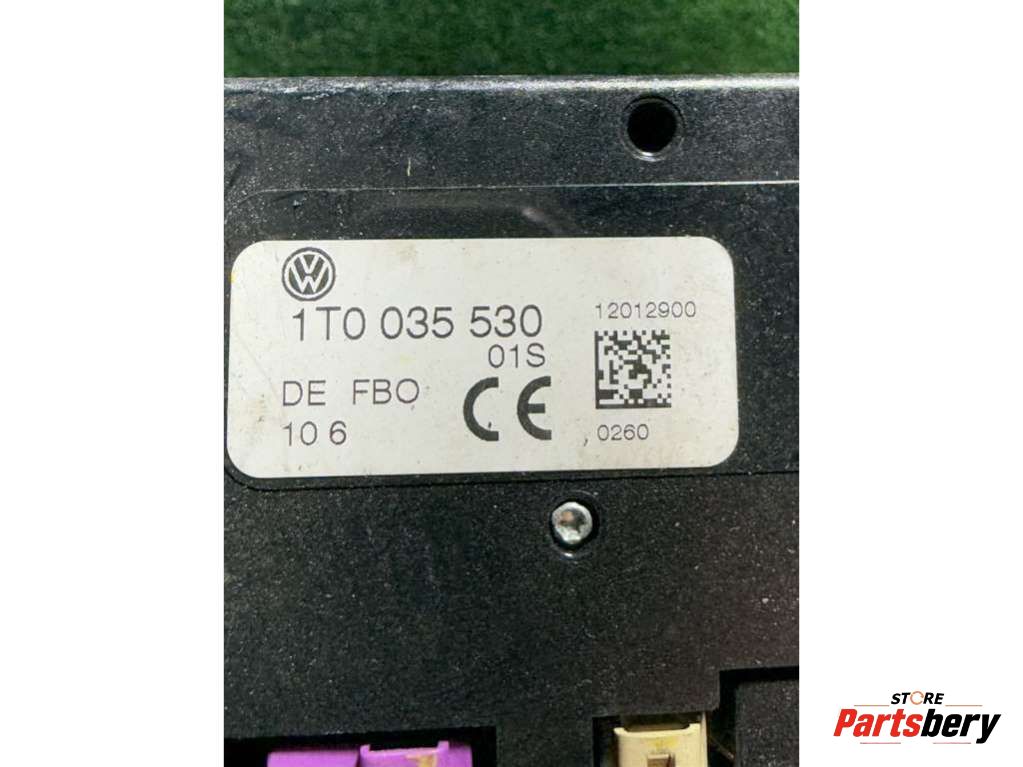 1T0 035 530
01S
12012900
DE FBO
10 6
CE
0260
STORE
Partsbery